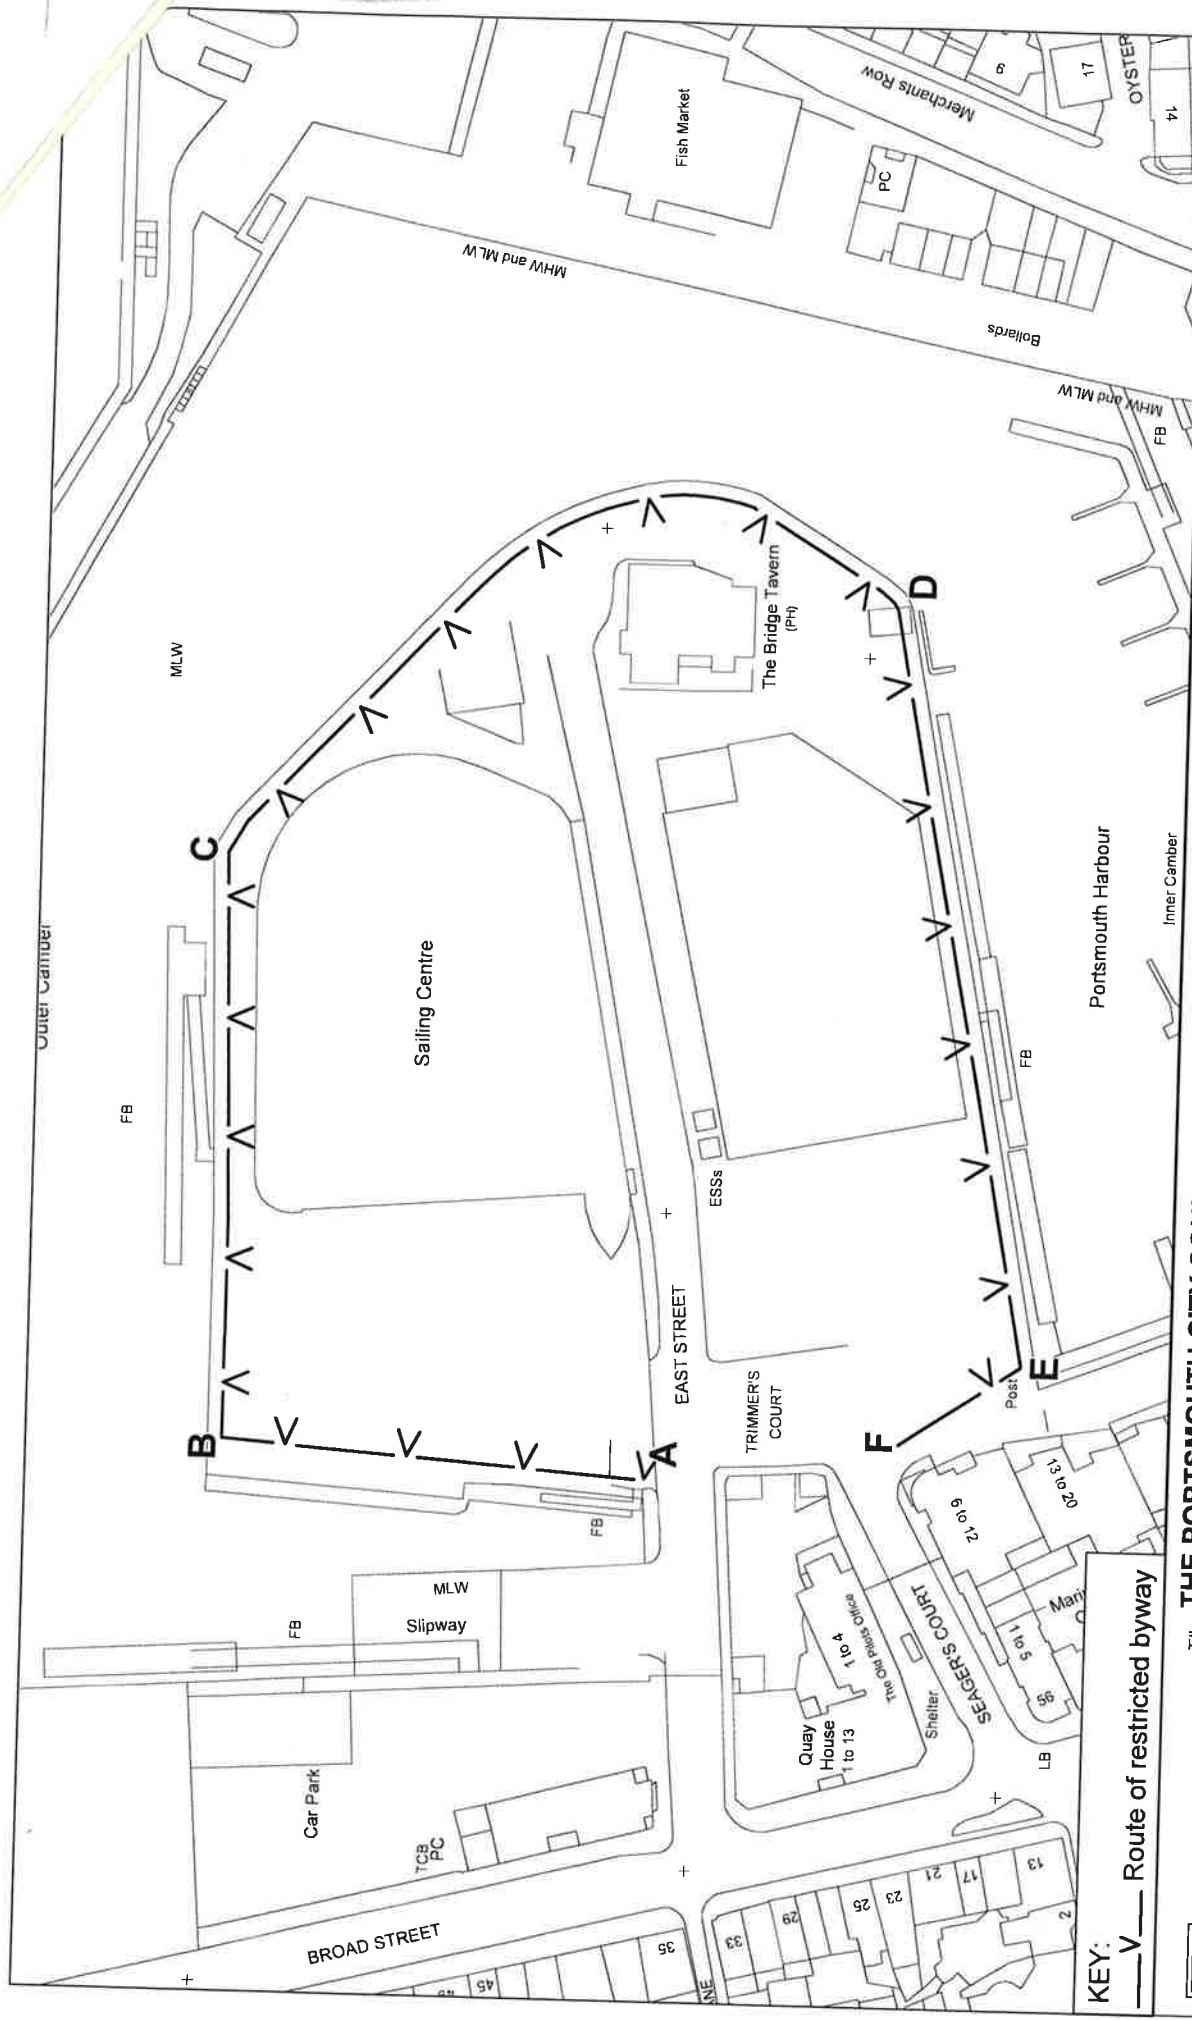 Outer Camber
MLW
FB
MHW and MLW
Fish Market
Merchants Row
9
17
OYSTER
14
PC
Bollards
MHW and MLW
FB
C
B
Sailing Centre
The Bridge Tavern
(PH)
D
Portsmouth Harbour
Inner Camber
FB
ESSs
EAST STREET
TRIMMER'S
COURT
A
F
E
Post
FB
FB
MLW
Slipway
Car Park
TCB
PC
BROAD STREET
Quay
House
1 to 13
1 to 4
The Old Pilots Office
Shelter
SEAGER'S COURT
6 to 12
13 to 20
5 to 1
56
LB
45
35
33
29
25
23
21
17
13
2
KEY:
V Route of restricted byway
THE PORTSMOUTH CITY